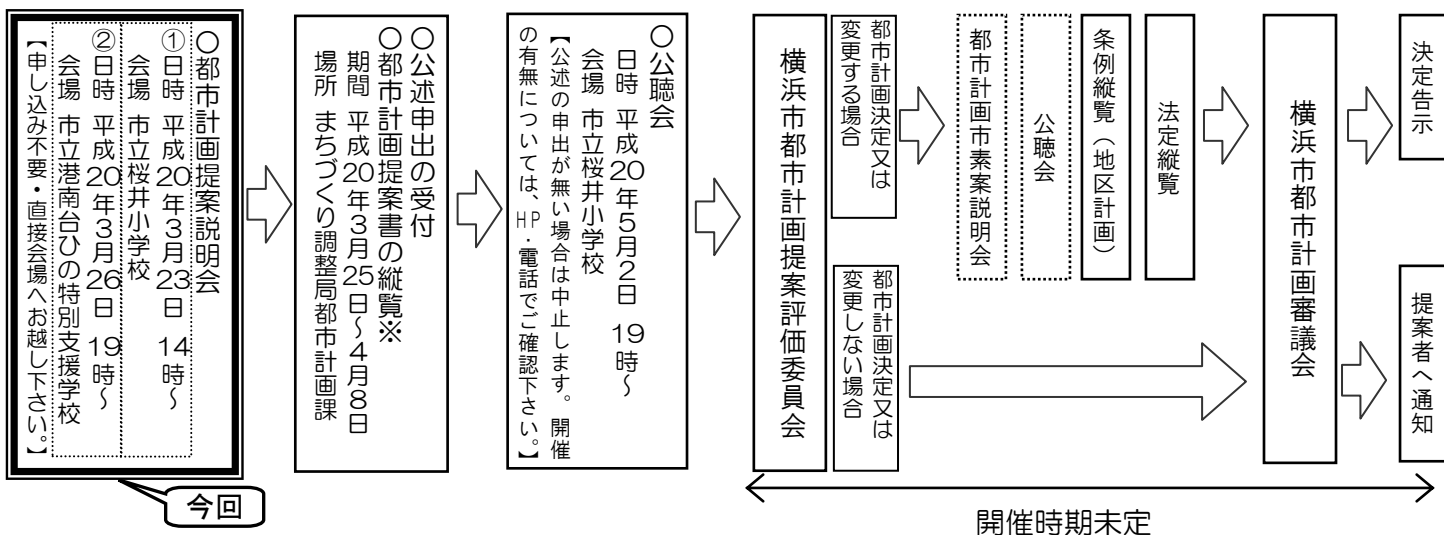 ○都市計画提案説明会
①日時 平成20年3月23日 14時～
会場 市立桜井小学校
②日時 平成20年3月26日 19時～
会場 市立港南台ひの特別支援学校
【申し込み不要・直接会場へお越し下さい。】
今回
○公述申出の受付
○都市計画提案書の縦覧※
期間 平成20年3月25日～4月8日
場所 まちづくり調整局都市計画課
○公聴会
日時 平成20年5月2日 19時～
会場 市立桜井小学校
【公述の申出が無い場合は中止します。開催
の有無については、HP・電話でご確認下さい。】
横浜市都市計画提案評価委員会
都市計画決定又は
変更する場合
都市計画市素案説明会
公聴会
条例縦覧（地区計画）
法定縦覧
都市計画決定又は
変更しない場合
横浜市都市計画審議会
決定告示
提案者へ通知
開催時期未定